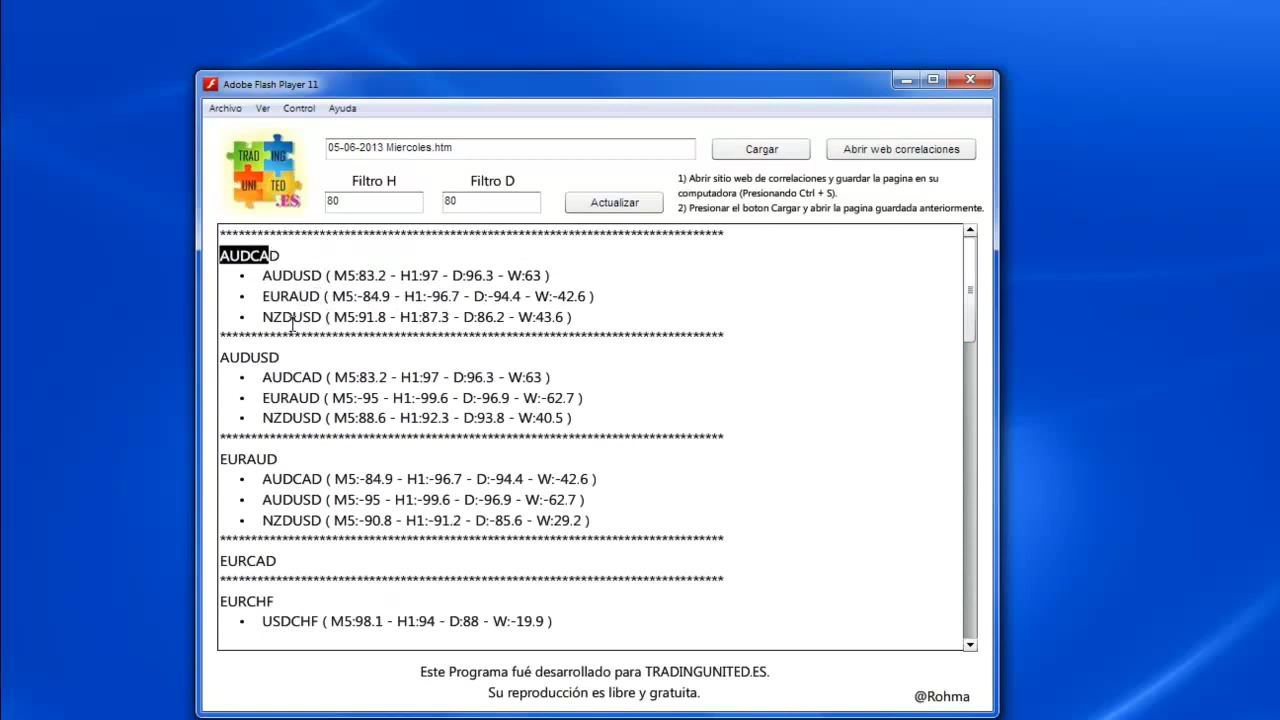 Adobe Flash Player 11
Archivo Ver Control Ayuda
TRAD ING UNI TED .ES
05-06-2013 Miercoles.htm
Cargar
Abrir web correlaciones
Filtro H
Filtro D
80
80
Actualizar
1) Abrir sitio web de correlaciones y guardar la pagina en su
computadora (Presionando Ctrl + S).
2) Presionar el boton Cargar y abrir la pagina guardada anteriormente.
************************************************************************************
AUDCAD
• AUDUSD ( M5:83.2 - H1:97 - D:96.3 - W:63 )
• EURAUD ( M5:-84.9 - H1:-96.7 - D:-94.4 - W:-42.6 )
• NZDUSD ( M5:91.8 - H1:87.3 - D:86.2 - W:43.6 )
************************************************************************************
AUDUSD
• AUDCAD ( M5:83.2 - H1:97 - D:96.3 - W:63 )
• EURAUD ( M5:-95 - H1:-99.6 - D:-96.9 - W:-62.7 )
• NZDUSD ( M5:88.6 - H1:92.3 - D:93.8 - W:40.5 )
************************************************************************************
EURAUD
• AUDCAD ( M5:-84.9 - H1:-96.7 - D:-94.4 - W:-42.6 )
• AUDUSD ( M5:-95 - H1:-99.6 - D:-96.9 - W:-62.7 )
• NZDUSD ( M5:-90.8 - H1:-91.2 - D:-85.6 - W:29.2 )
************************************************************************************
EURCAD
************************************************************************************
EURCHF
• USDCHF ( M5:98.1 - H1:94 - D:88 - W:-19.9 )
Este Programa fué desarrollado para TRADINGUNITED.ES.
Su reproducción es libre y gratuita.
@Rohma